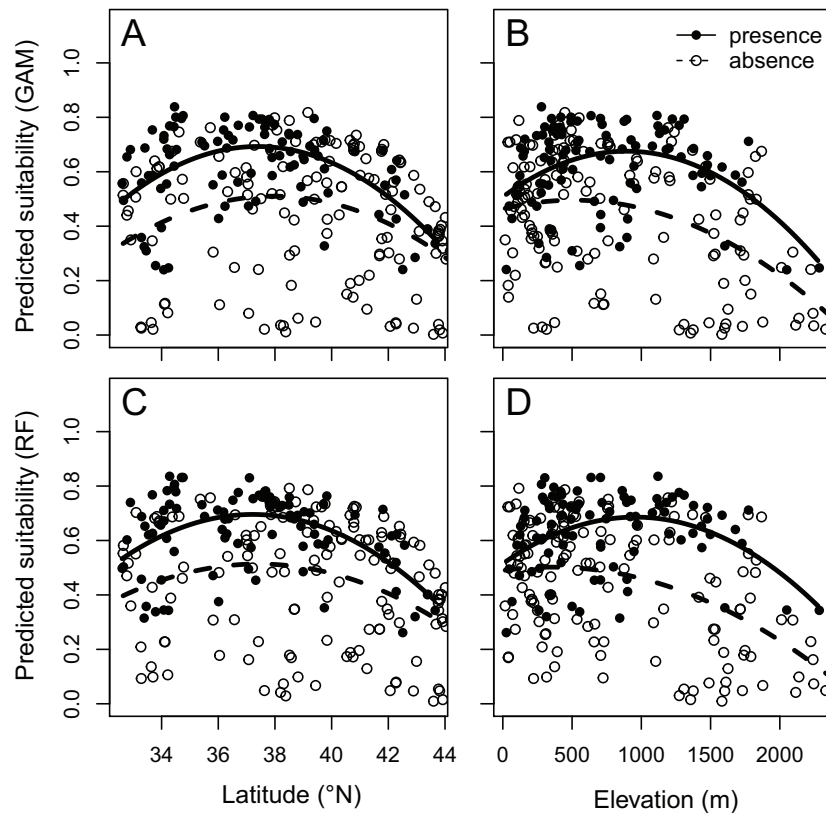 A
B
presence
absence
Predicted suitability (GAM)
0.0 0.2 0.4 0.6 0.8 1.0
C
D
Predicted suitability (RF)
0.0 0.2 0.4 0.6 0.8 1.0
34 36 38 40 42 44
0 500 1000 1500 2000
Latitude (°N)
Elevation (m)